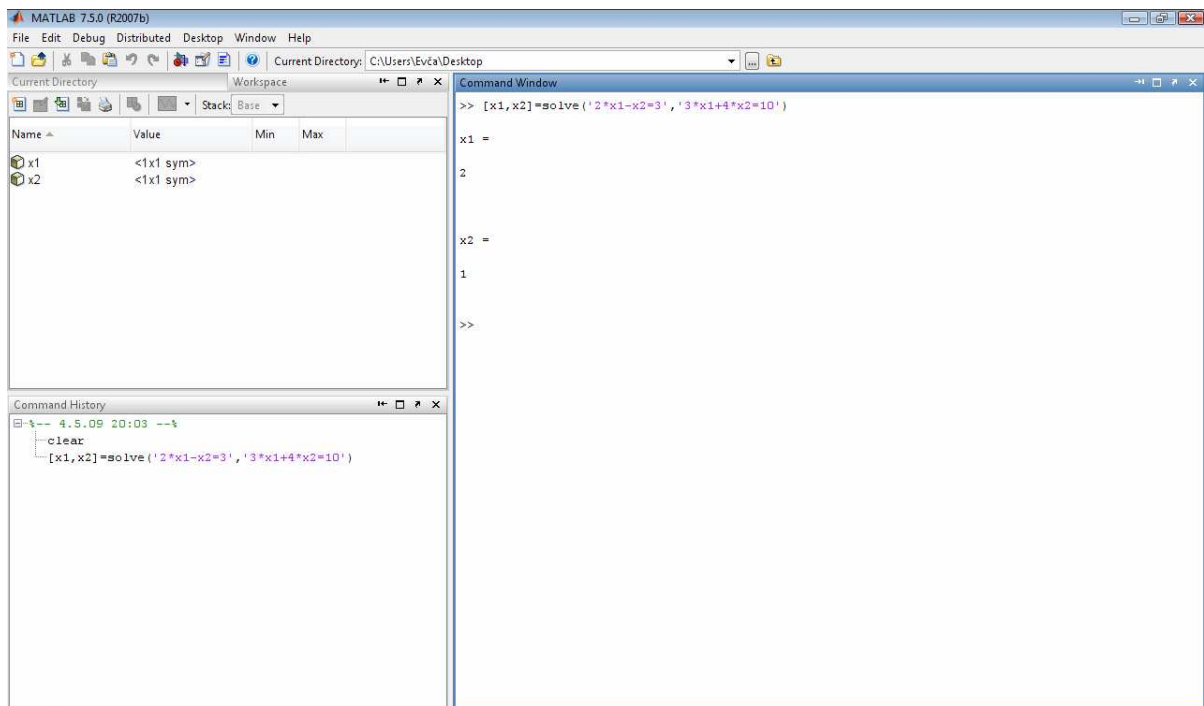 MATLAB 7.5.0 (R2007b)
File Edit Debug Distributed Desktop Window Help
Current Directory: C:\Users\Evča\Desktop
Current Directory Workspace
Stack: Base
Name Value Min Max
x1 <1x1 sym>
x2 <1x1 sym>
Command History
%-- 4.5.09 20:03 --%
clear
[x1,x2]=solve('2*x1-x2=3','3*x1+4*x2=10')
Command Window
>> [x1,x2]=solve('2*x1-x2=3','3*x1+4*x2=10')
x1 =
2
x2 =
1
>>